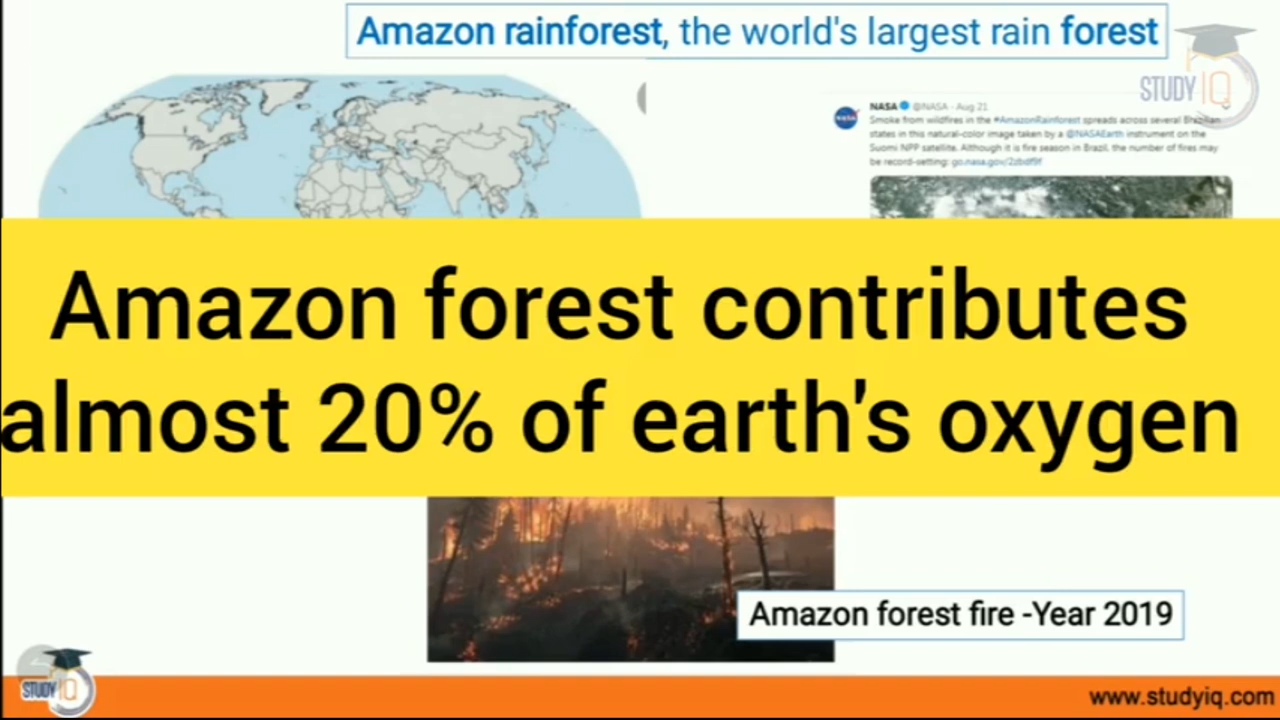 Amazon rainforest, the world's largest rain forest
STUDY IQ
NASA @NASA - Aug 21
Smoke from wildfires in the #AmazonRainforest spreads across several Brazilian
states in this natural-color image taken by a @NASAEarth instrument on the
Suomi NPP satellite. Although it is fire season in Brazil, the number of fires may
be record-setting: go.nasa.gov/2zbdf9f
Amazon forest contributes
almost 20% of earth's oxygen
Amazon forest fire -Year 2019
STUDY IQ
www.studyiq.com